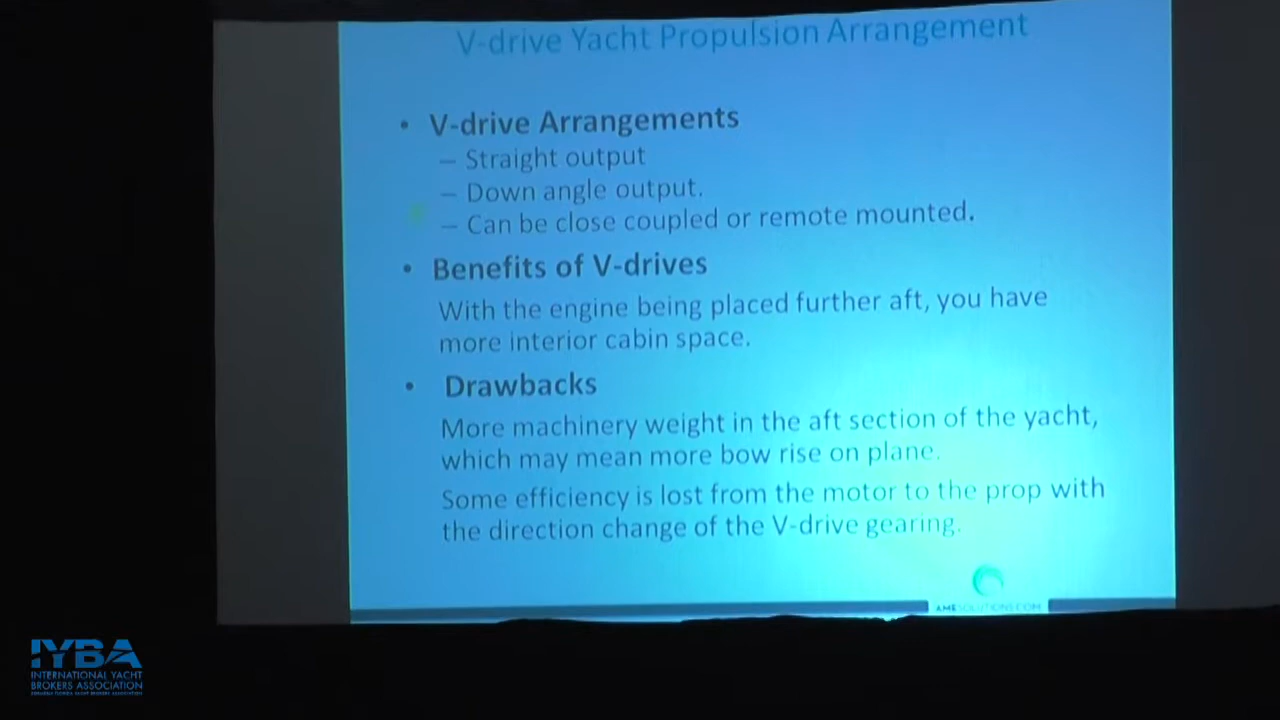 V-drive Yacht Propulsion Arrangement
• V-drive Arrangements
– Straight output
– Down angle output.
– Can be close coupled or remote mounted.
• Benefits of V-drives
With the engine being placed further aft, you have
more interior cabin space.
• Drawbacks
More machinery weight in the aft section of the yacht,
which may mean more bow rise on plane.
Some efficiency is lost from the motor to the prop with
the direction change of the V-drive gearing.
AMESOLUTIONS.COM
IYBA
INTERNATIONAL YACHT
BROKERS ASSOCIATION